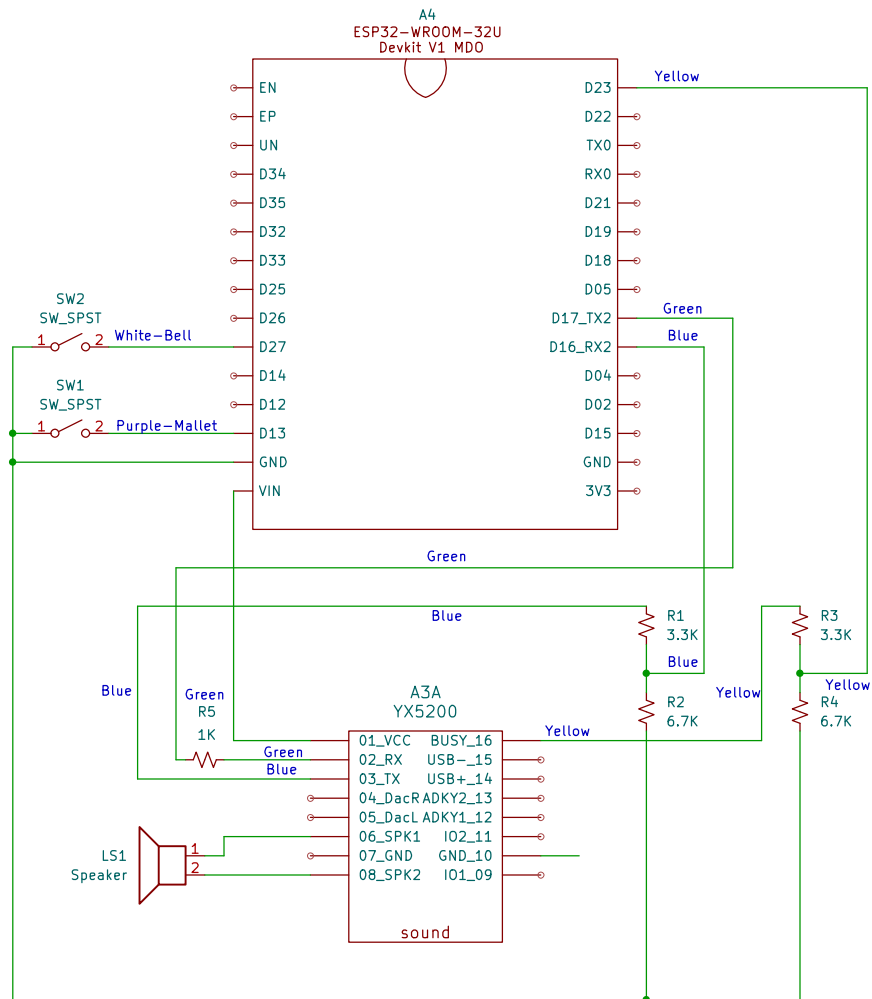 A4
ESP32-WROOM-32U
Devkit V1 MDO
EN
EP
UN
D34
D35
D32
D33
D25
D26
D27
D14
D12
D13
GND
VIN
D23
D22
TX0
RX0
D21
D19
D18
D05
D17_TX2
D16_RX2
D04
D02
D15
GND
3V3
Yellow
Green
Blue
SW2
SW_SPST
1 2
White-Bell
SW1
SW_SPST
1 2
Purple-Mallet
Green
Blue
Blue
Green
R5
1K
Green
Blue
R1
3.3K
Blue
R2
6.7K
R3
3.3K
Yellow
Yellow
R4
6.7K
Yellow
A3A
YX5200
01_VCC BUSY_16
02_RX USB-_15
03_TX USB+_14
04_DacR ADKY2_13
05_DacL ADKY1_12
06_SPK1 IO2_11
07_GND GND_10
08_SPK2 IO1_09
sound
LS1
Speaker
1
2